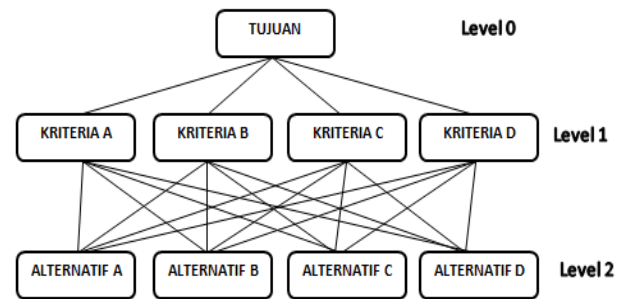 TUJUAN
Level 0
KRITERIA A
KRITERIA B
KRITERIA C
KRITERIA D
Level 1
ALTERNATIF A
ALTERNATIF B
ALTERNATIF C
ALTERNATIF D
Level 2